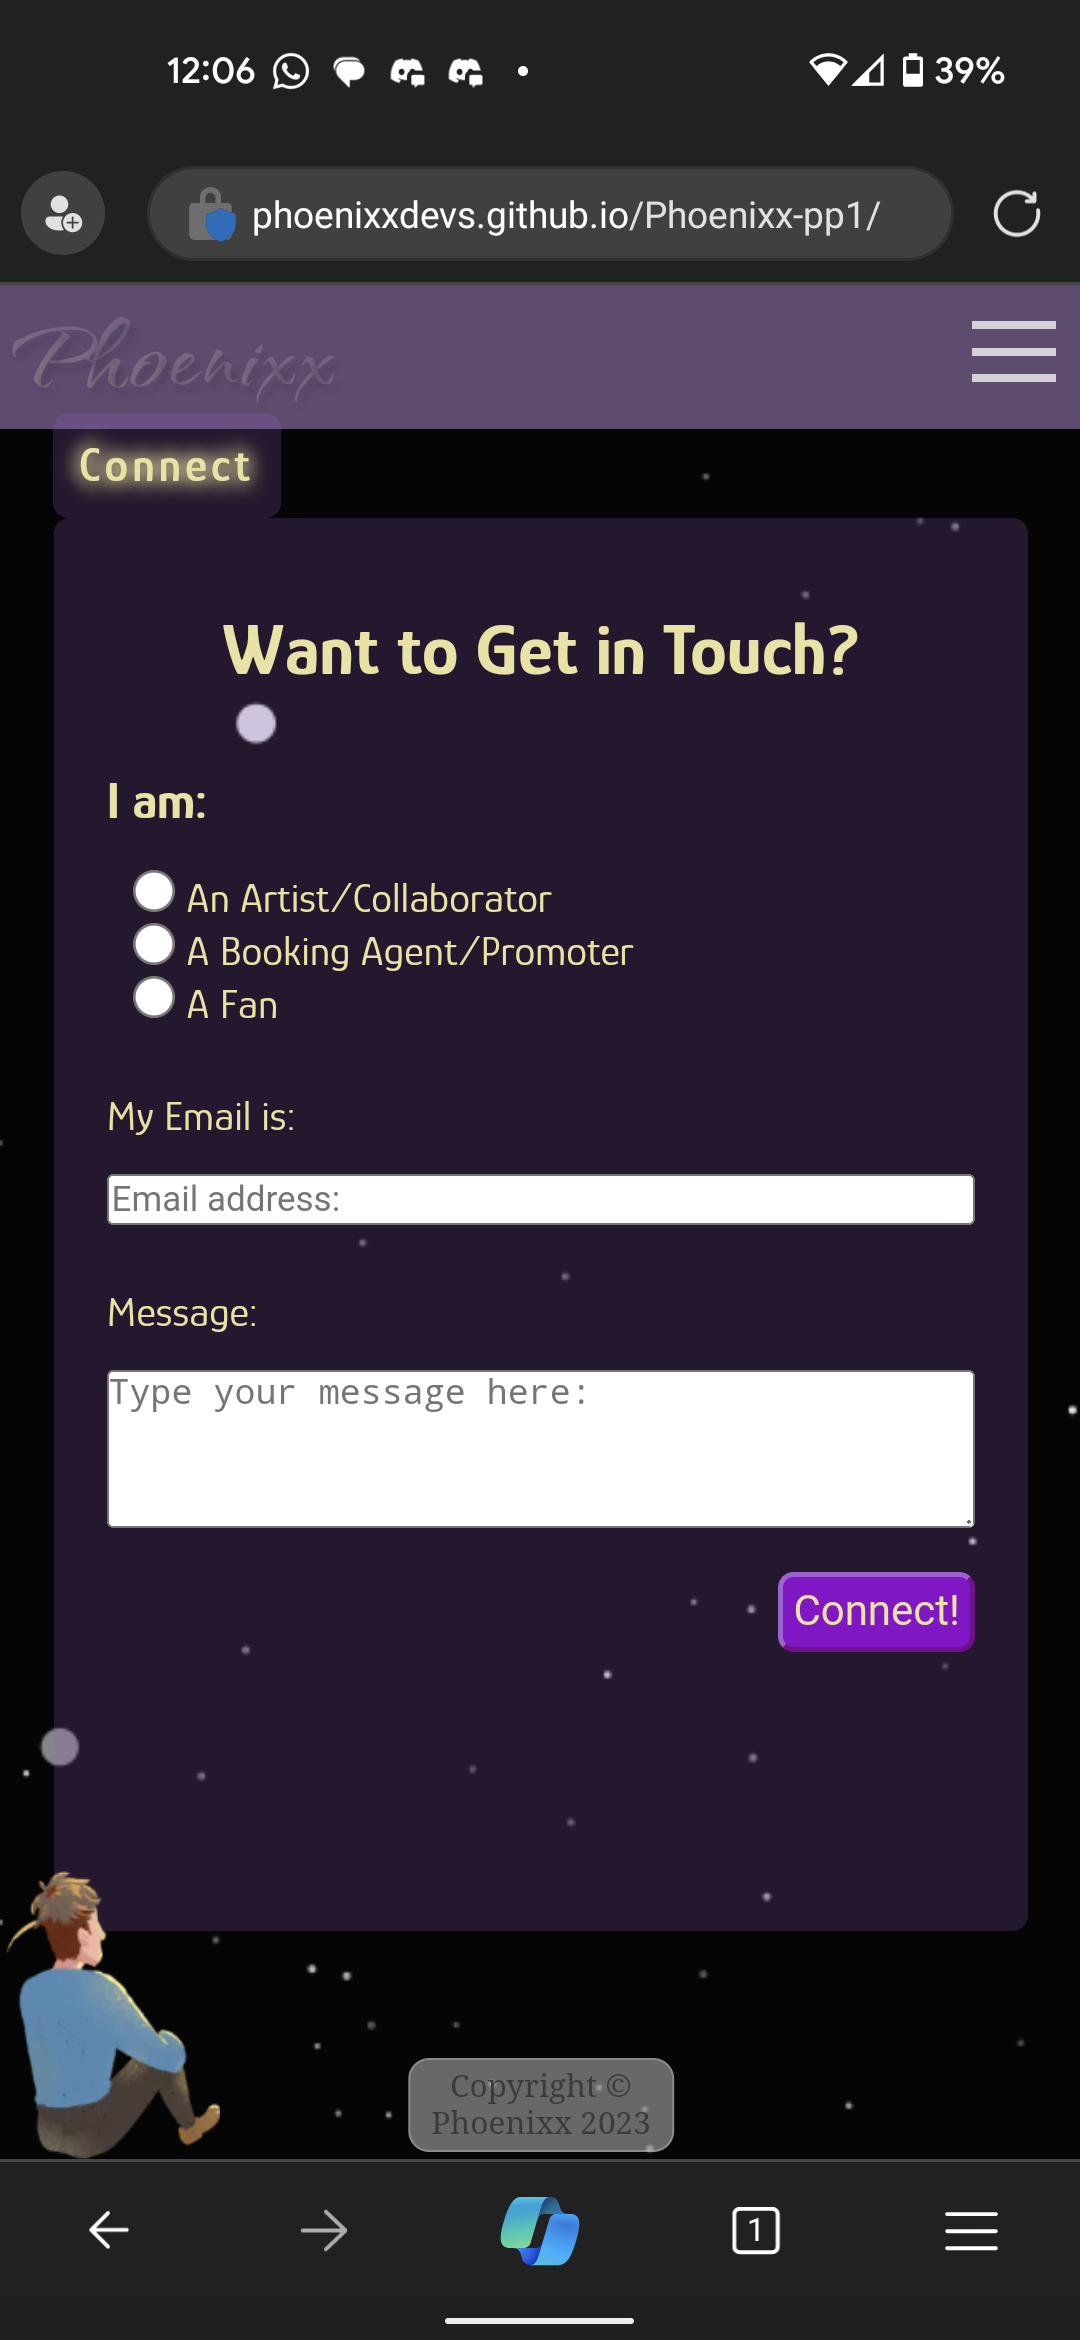 12:06
39%
phoenixxdevs.github.io/Phoenixx-pp1/
Phoenixx
Connect
Want to Get in Touch?
I am:
An Artist/Collaborator
A Booking Agent/Promoter
A Fan
My Email is:
Email address:
Message:
Type your message here:
Connect!
Copyright ©
Phoenixx 2023
1